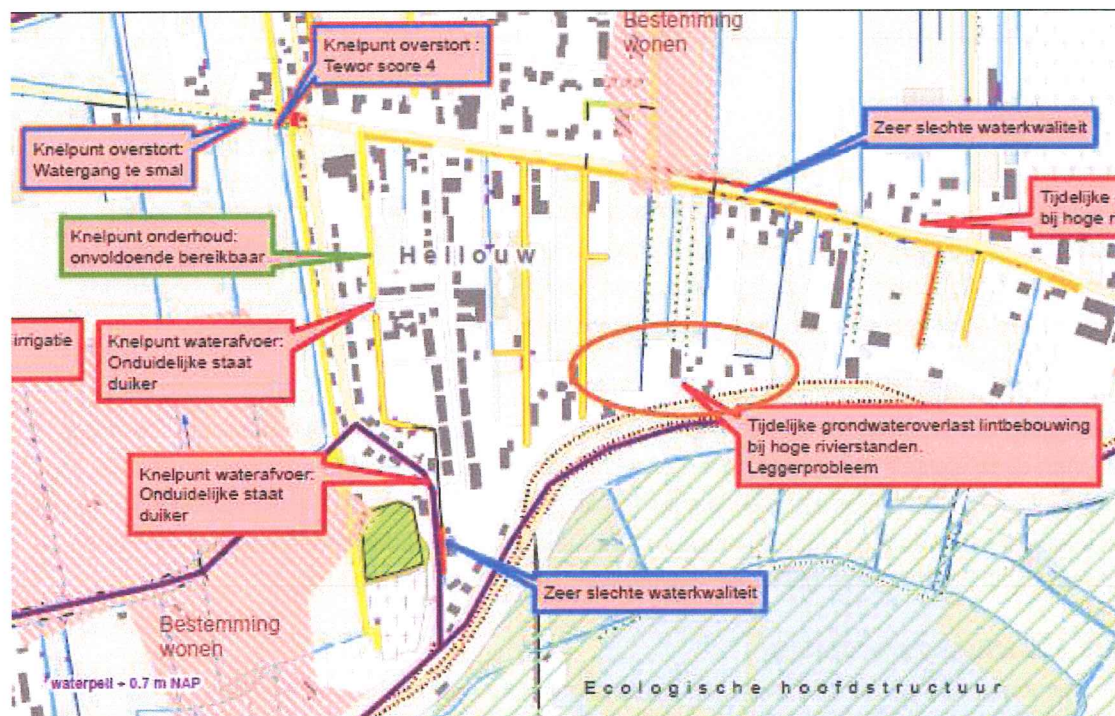 Bestemming
wonen
Knelpunt overstort :
Tewor score 4
Zeer slechte waterkwaliteit
Knelpunt overstort:
Watergang te smal
Tijdelijke
bij hoge
Knelpunt onderhoud:
onvoldoende bereikbaar
Hellouw
irrigatie
Knelpunt waterafvoer:
Onduidelijke staat
duiker
Tijdelijke grondwateroverlast lintbebouwing
bij hoge rivierstanden.
Leggerprobleem
Knelpunt waterafvoer:
Onduidelijke staat
duiker
Zeer slechte waterkwaliteit
Bestemming
wonen
waterpeil + 0.7 m NAP
Ecologische hoofdstructuur